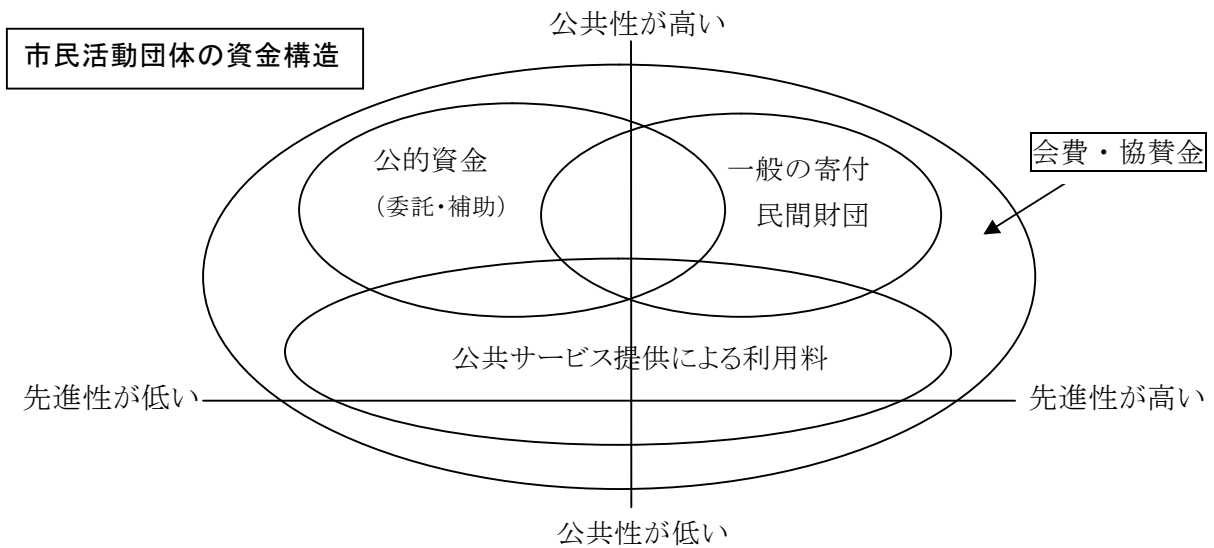 公共性が高い
市民活動団体の資金構造
会費・協賛金
公的資金
(委託・補助)
一般の寄付
民間財団
公共サービス提供による利用料
先進性が低い
先進性が高い
公共性が低い